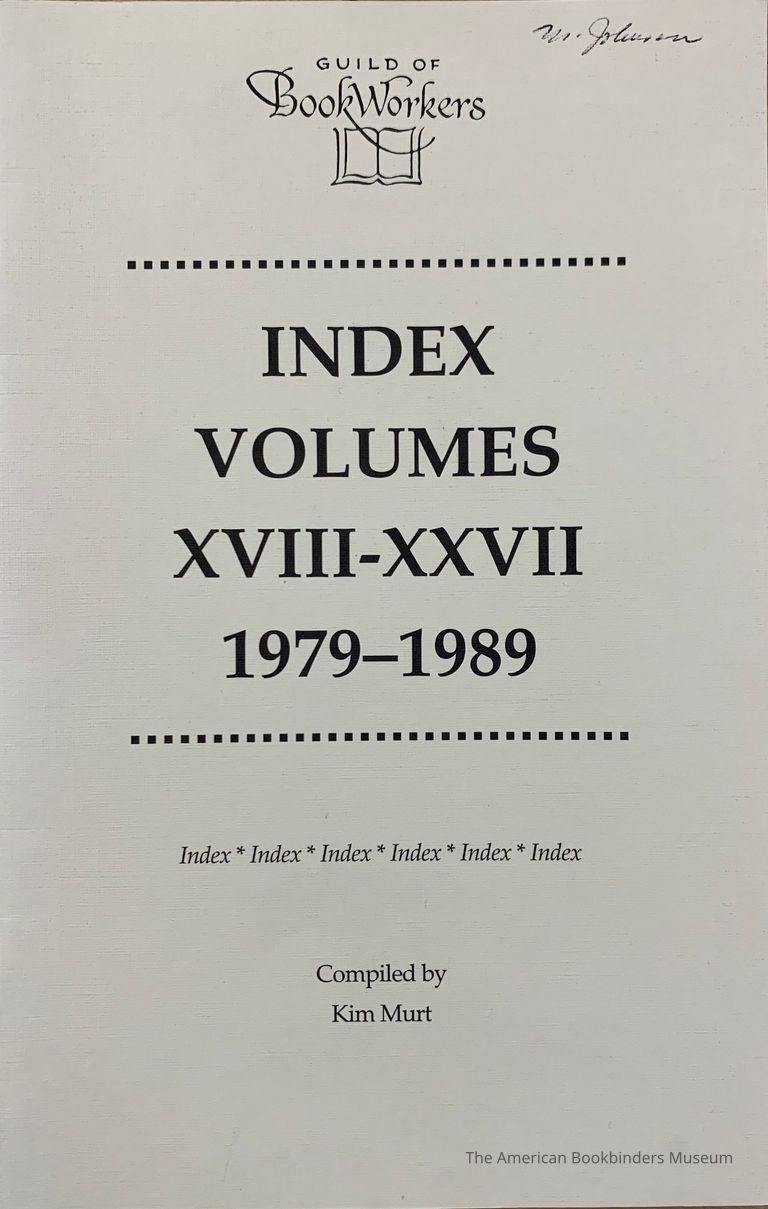 M. Johnson
GUILD OF
BookWorkers
INDEX
VOLUMES
XVIII-XXVII
1979–1989
Index * Index * Index * Index * Index * Index
Compiled by
Kim Murt
The American Bookbinders Museum